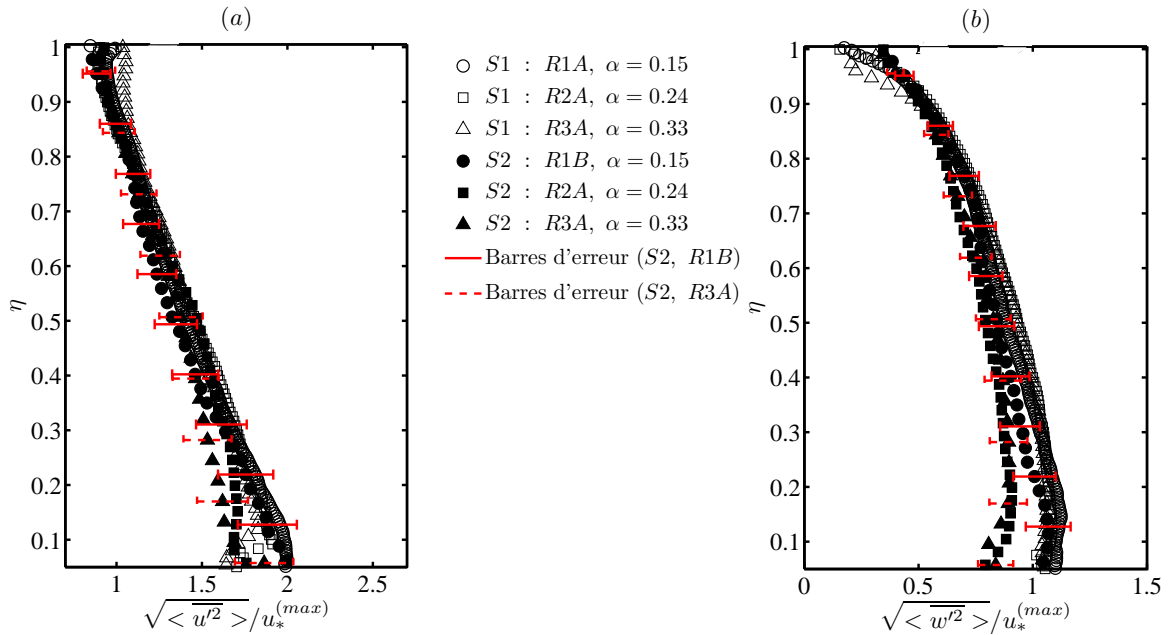 (a)
(b)
1
0.9
0.8
0.7
0.6
0.5
0.4
0.3
0.2
0.1
η
1 1.5 2 2.5
√<u'²>/u*^(max)
S1 : R1A, α = 0.15
S1 : R2A, α = 0.24
S1 : R3A, α = 0.33
S2 : R1B, α = 0.15
S2 : R2A, α = 0.24
S2 : R3A, α = 0.33
Barres d'erreur (S2, R1B)
Barres d'erreur (S2, R3A)
1
0.9
0.8
0.7
0.6
0.5
0.4
0.3
0.2
0.1
η
0 0.5 1 1.5
√<w'²>/u*^(max)